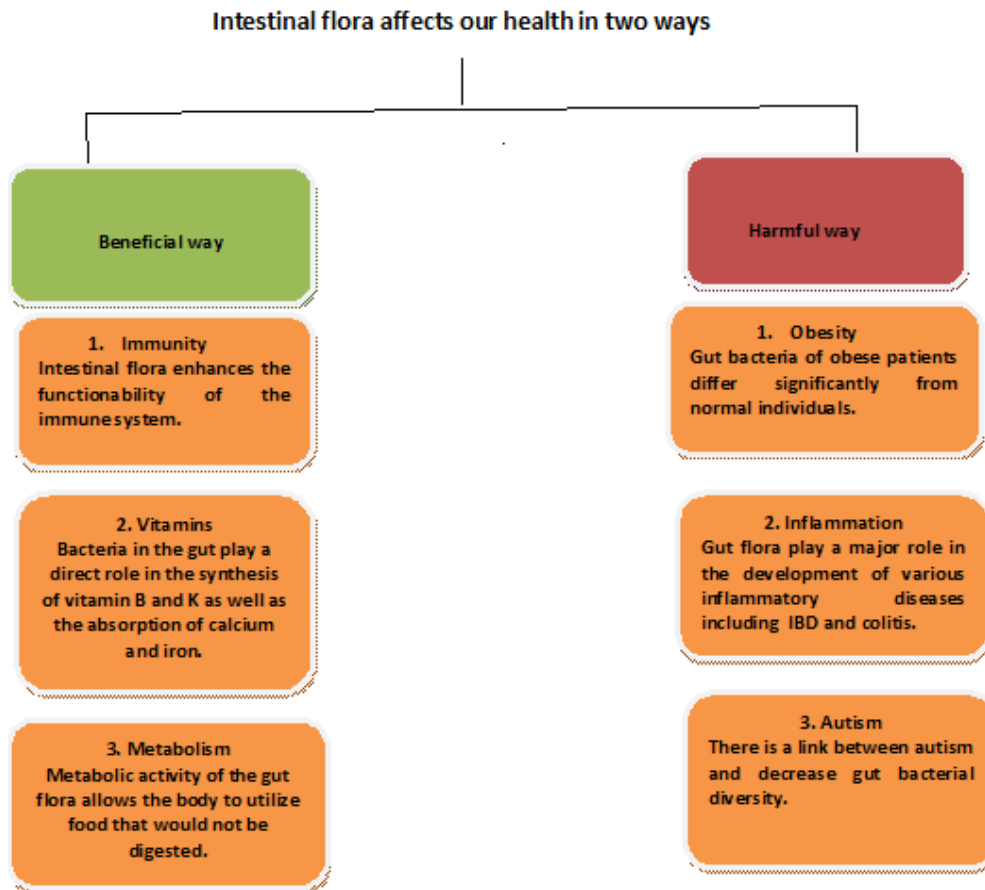 Intestinal flora affects our health in two ways
Beneficial way
1. Immunity
Intestinal flora enhances the
functionability of the
immune system.
2. Vitamins
Bacteria in the gut play a
direct role in the synthesis
of vitamin B and K as well as
the absorption of calcium
and iron.
3. Metabolism
Metabolic activity of the gut
flora allows the body to utilize
food that would not be
digested.
Harmful way
1. Obesity
Gut bacteria of obese patients
differ significantly from
normal individuals.
2. Inflammation
Gut flora play a major role in
the development of various
inflammatory diseases
including IBD and colitis.
3. Autism
There is a link between autism
and decrease gut bacterial
diversity.